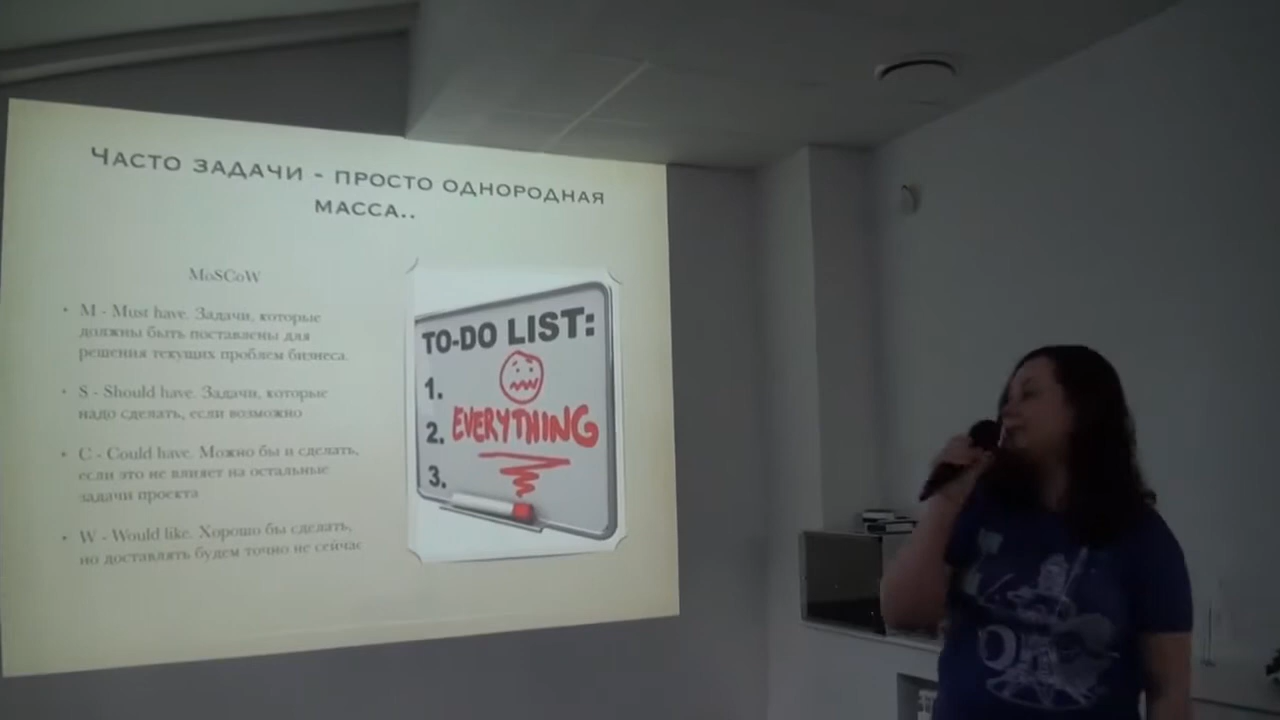 Часто задачи - просто однородная
масса..
MoSCoW
• M - Must have. Задачи, которые
должны быть поставлены для
решения текущих проблем бизнеса.
• S - Should have. Задачи, которые
надо сделать, если возможно
• C - Could have. Можно бы и сделать,
если это не влияет на остальные
задачи проекта
• W - Would like. Хорошо бы сделать,
но доставлять будем точно не сейчас
TO-DO LIST:
1.
2. EVERYTHING
3.